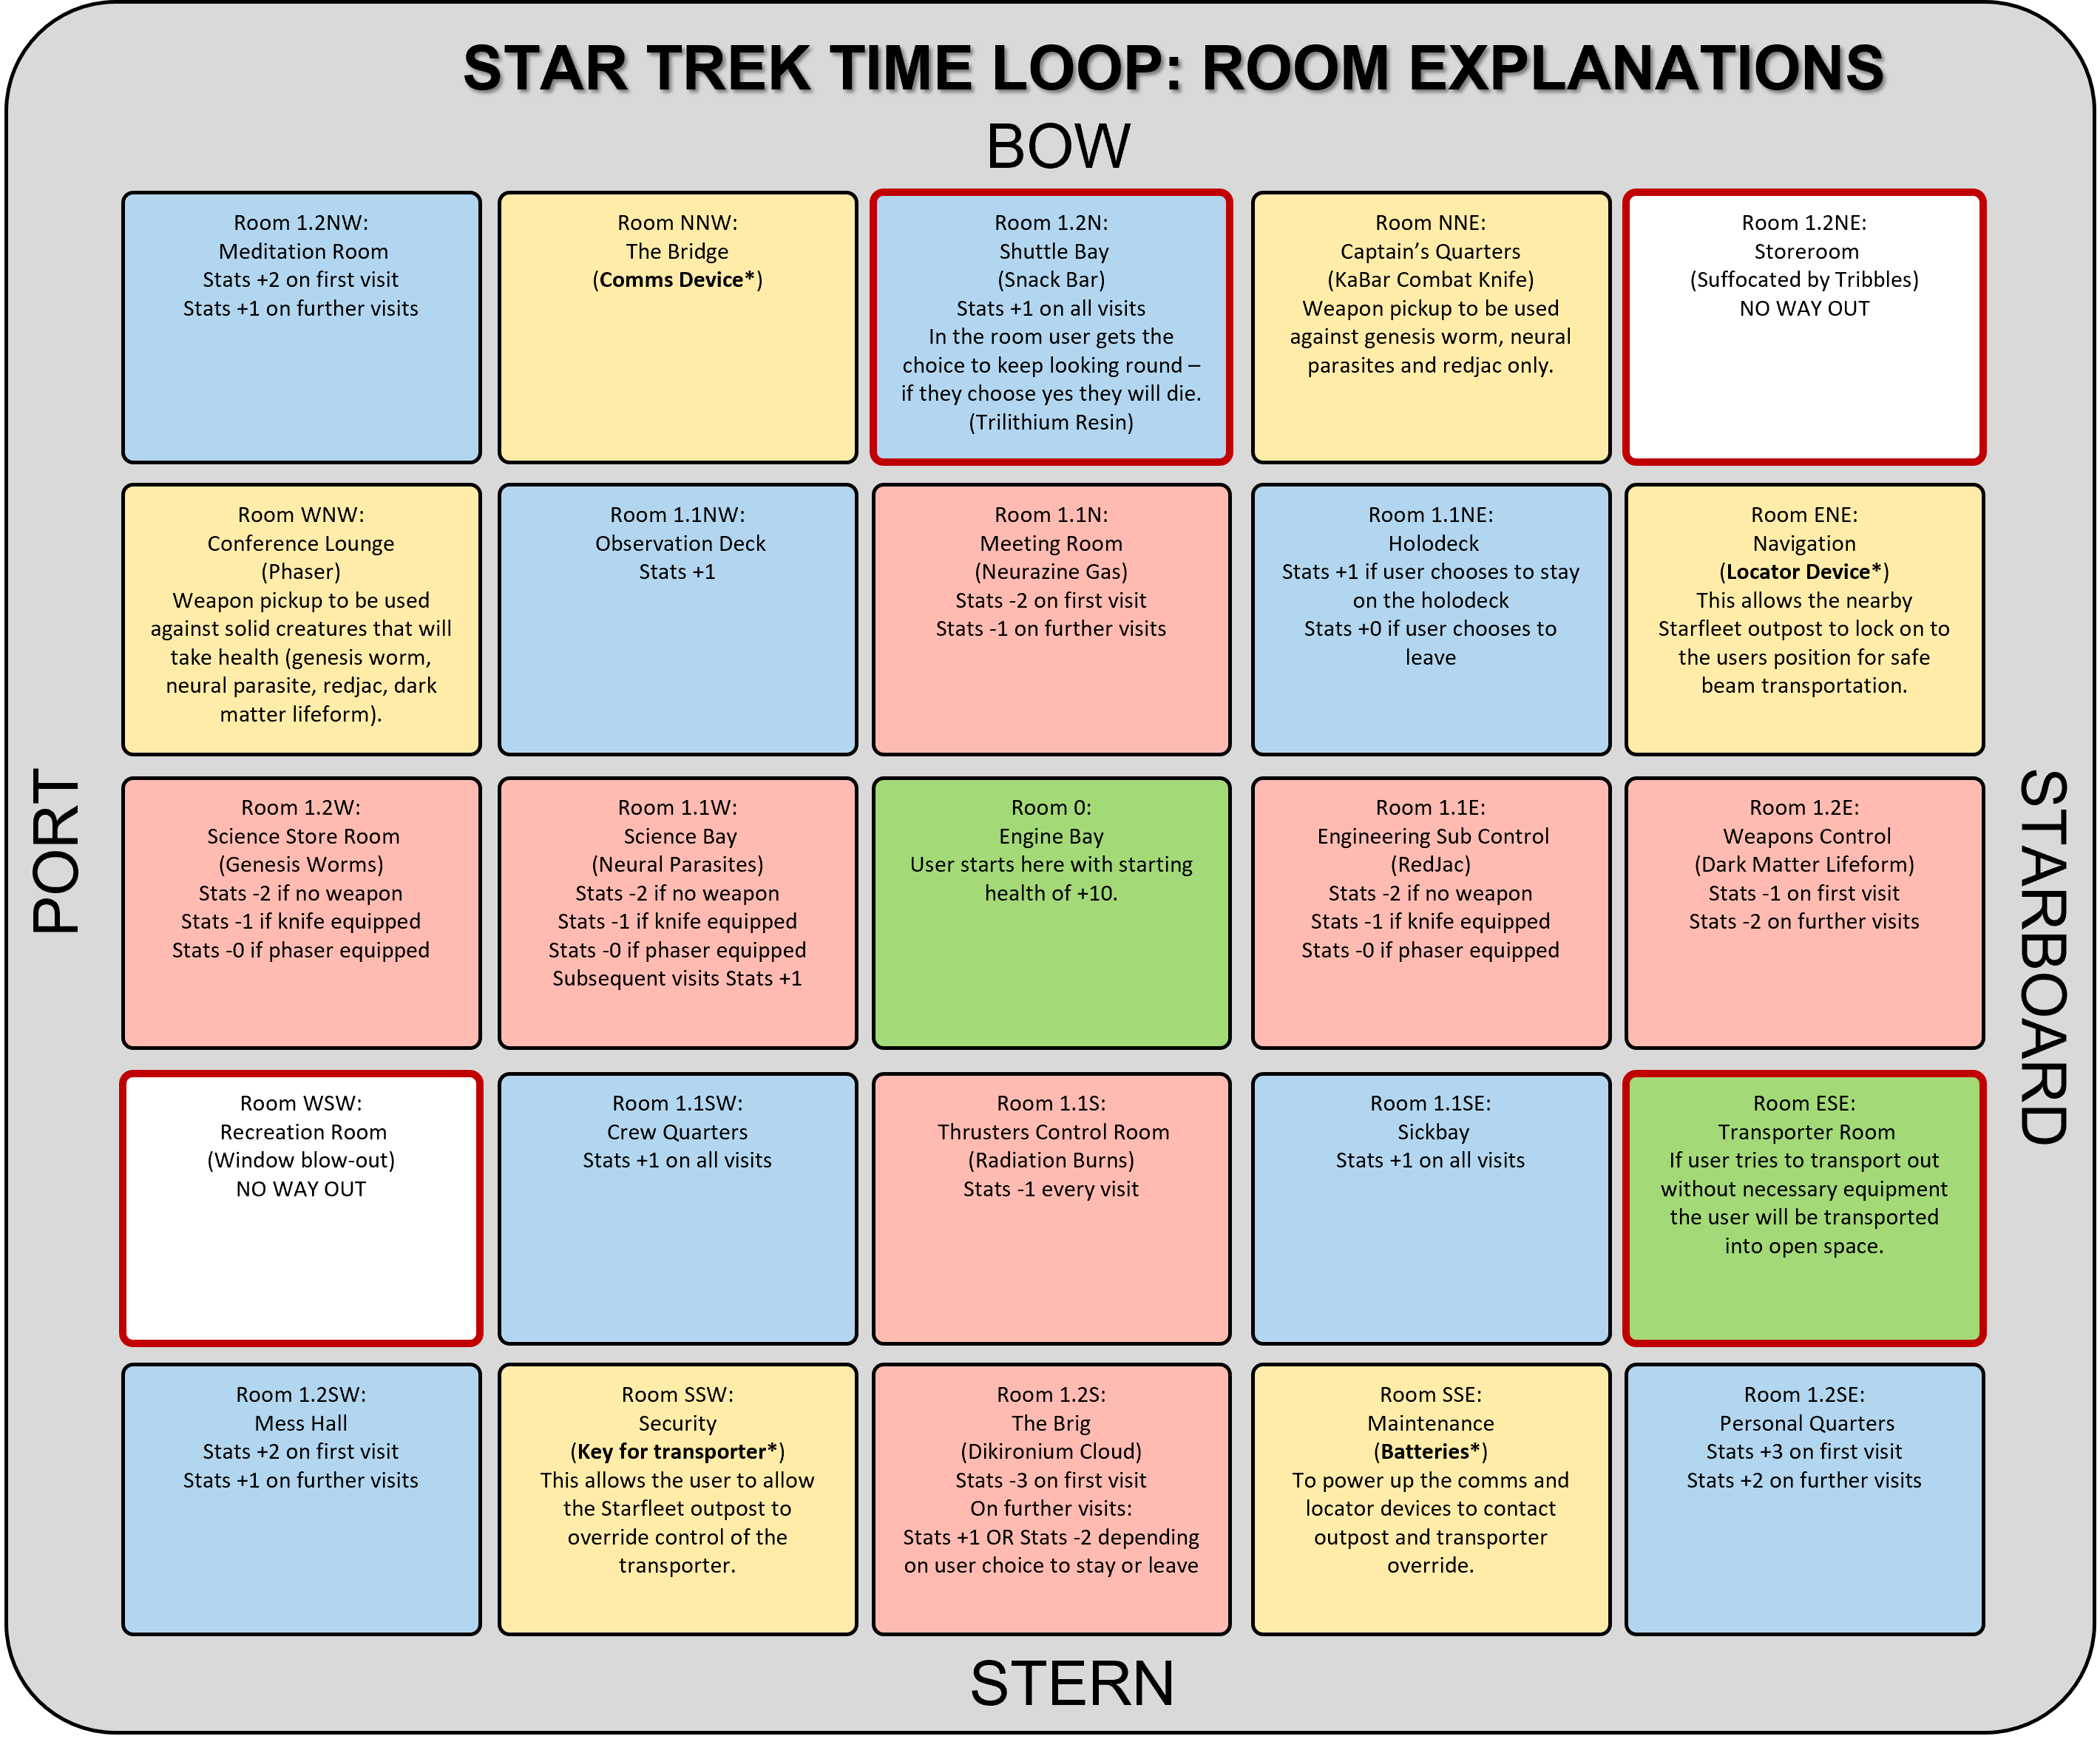 STAR TREK TIME LOOP: ROOM EXPLANATIONS
BOW
Room 1.2NW:
Meditation Room
Stats +2 on first visit
Stats +1 on further visits
Room NNW:
The Bridge
(Comms Device*)
Room 1.2N:
Shuttle Bay
(Snack Bar)
Stats +1 on all visits
In the room user gets the
choice to keep looking round –
if they choose yes they will die.
(Trilithium Resin)
Room NNE:
Captain’s Quarters
(KaBar Combat Knife)
Weapon pickup to be used
against genesis worm, neural
parasites and redjac only.
Room 1.2NE:
Storeroom
(Suffocated by Tribbles)
NO WAY OUT
Room WNW:
Conference Lounge
(Phaser)
Weapon pickup to be used
against solid creatures that will
take health (genesis worm,
neural parasite, redjac, dark
matter lifeform).
Room 1.1NW:
Observation Deck
Stats +1
Room 1.1N:
Meeting Room
(Neurazine Gas)
Stats -2 on first visit
Stats -1 on further visits
Room 1.1NE:
Holodeck
Stats +1 if user chooses to stay
on the holodeck
Stats +0 if user chooses to
leave
Room ENE:
Navigation
(Locator Device*)
This allows the nearby
Starfleet outpost to lock on to
the users position for safe
beam transportation.
PORT
Room 1.2W:
Science Store Room
(Genesis Worms)
Stats -2 if no weapon
Stats -1 if knife equipped
Stats -0 if phaser equipped
Room 1.1W:
Science Bay
(Neural Parasites)
Stats -2 if no weapon
Stats -1 if knife equipped
Stats -0 if phaser equipped
Subsequent visits Stats +1
Room 0:
Engine Bay
User starts here with starting
health of +10.
Room 1.1E:
Engineering Sub Control
(RedJac)
Stats -2 if no weapon
Stats -1 if knife equipped
Stats -0 if phaser equipped
Room 1.2E:
Weapons Control
(Dark Matter Lifeform)
Stats -1 on first visit
Stats -2 on further visits
STARBOARD
Room WSW:
Recreation Room
(Window blow-out)
NO WAY OUT
Room 1.1SW:
Crew Quarters
Stats +1 on all visits
Room 1.1S:
Thrusters Control Room
(Radiation Burns)
Stats -1 every visit
Room 1.1SE:
Sickbay
Stats +1 on all visits
Room ESE:
Transporter Room
If user tries to transport out
without necessary equipment
the user will be transported
into open space.
Room 1.2SW:
Mess Hall
Stats +2 on first visit
Stats +1 on further visits
Room SSW:
Security
(Key for transporter*)
This allows the user to allow
the Starfleet outpost to
override control of the
transporter.
Room 1.2S:
The Brig
(Dikironium Cloud)
Stats -3 on first visit
On further visits:
Stats +1 OR Stats -2 depending
on user choice to stay or leave
Room SSE:
Maintenance
(Batteries*)
To power up the comms and
locator devices to contact
outpost and transporter
override.
Room 1.2SE:
Personal Quarters
Stats +3 on first visit
Stats +2 on further visits
STERN